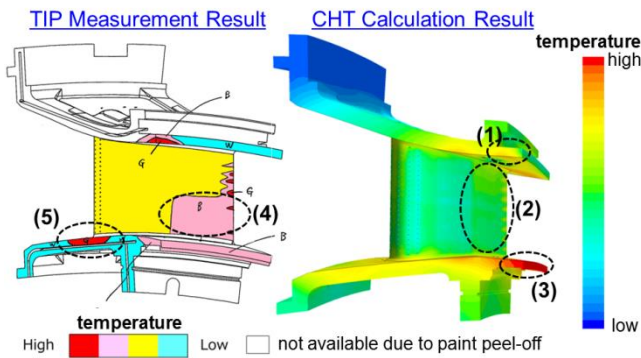 TIP Measurement Result
CHT Calculation Result
temperature
high
B
W
G
(1)
G
B
(2)
(4)
(5)
B
(3)
temperature
High
Low
not available due to paint peel-off
low